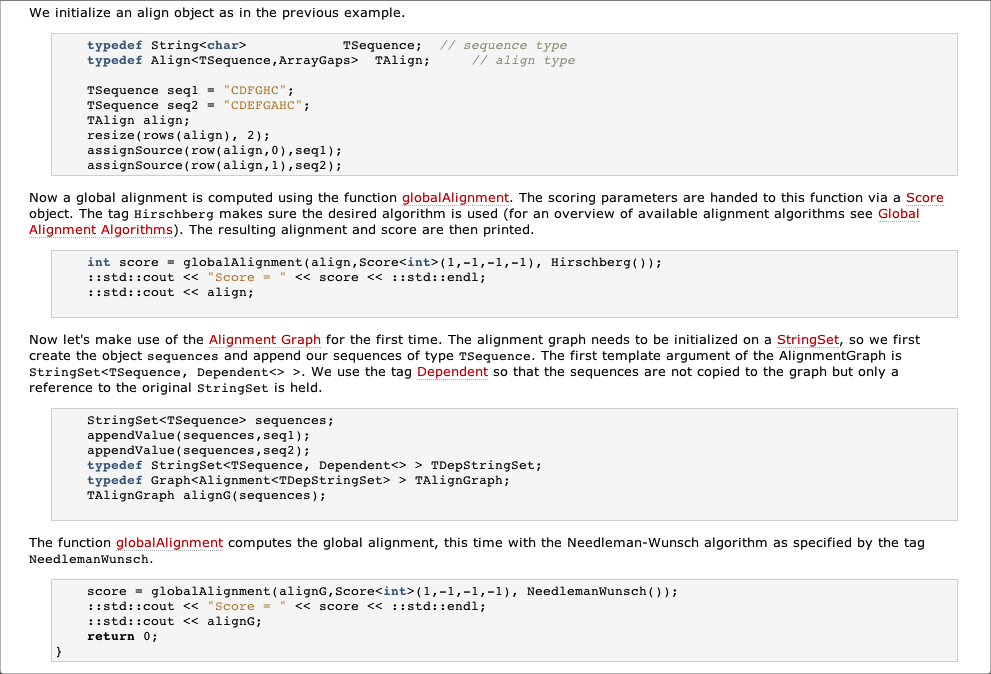 We initialize an align object as in the previous example.
typedef String<char>            TSequence;  // sequence type
typedef Align<TSequence,ArrayGaps>  TAlign;     // align type
TSequence seq1 = "CDFGHC";
TSequence seq2 = "CDEFGAHC";
TAlign align;
resize(rows(align), 2);
assignSource(row(align,0),seq1);
assignSource(row(align,1),seq2);
Now a global alignment is computed using the function globalAlignment. The scoring parameters are handed to this function via a Score
object. The tag Hirschberg makes sure the desired algorithm is used (for an overview of available alignment algorithms see Global
Alignment Algorithms). The resulting alignment and score are then printed.
int score = globalAlignment(align,Score<int>(1,-1,-1,-1), Hirschberg());
::std::cout << "Score = " << score << ::std::endl;
::std::cout << align;
Now let's make use of the Alignment Graph for the first time. The alignment graph needs to be initialized on a StringSet, so we first
create the object sequences and append our sequences of type TSequence. The first template argument of the AlignmentGraph is
StringSet<TSequence, Dependent<> >. We use the tag Dependent so that the sequences are not copied to the graph but only a
reference to the original StringSet is held.
StringSet<TSequence> sequences;
appendValue(sequences,seq1);
appendValue(sequences,seq2);
typedef StringSet<TSequence, Dependent<> > TDepStringSet;
typedef Graph<Alignment<TDepStringSet> > TAlignGraph;
TAlignGraph alignG(sequences);
The function globalAlignment computes the global alignment, this time with the Needleman-Wunsch algorithm as specified by the tag
NeedlemanWunsch.
score = globalAlignment(alignG,Score<int>(1,-1,-1,-1), NeedlemanWunsch());
::std::cout << "Score = " << score << ::std::endl;
::std::cout << alignG;
return 0;
}